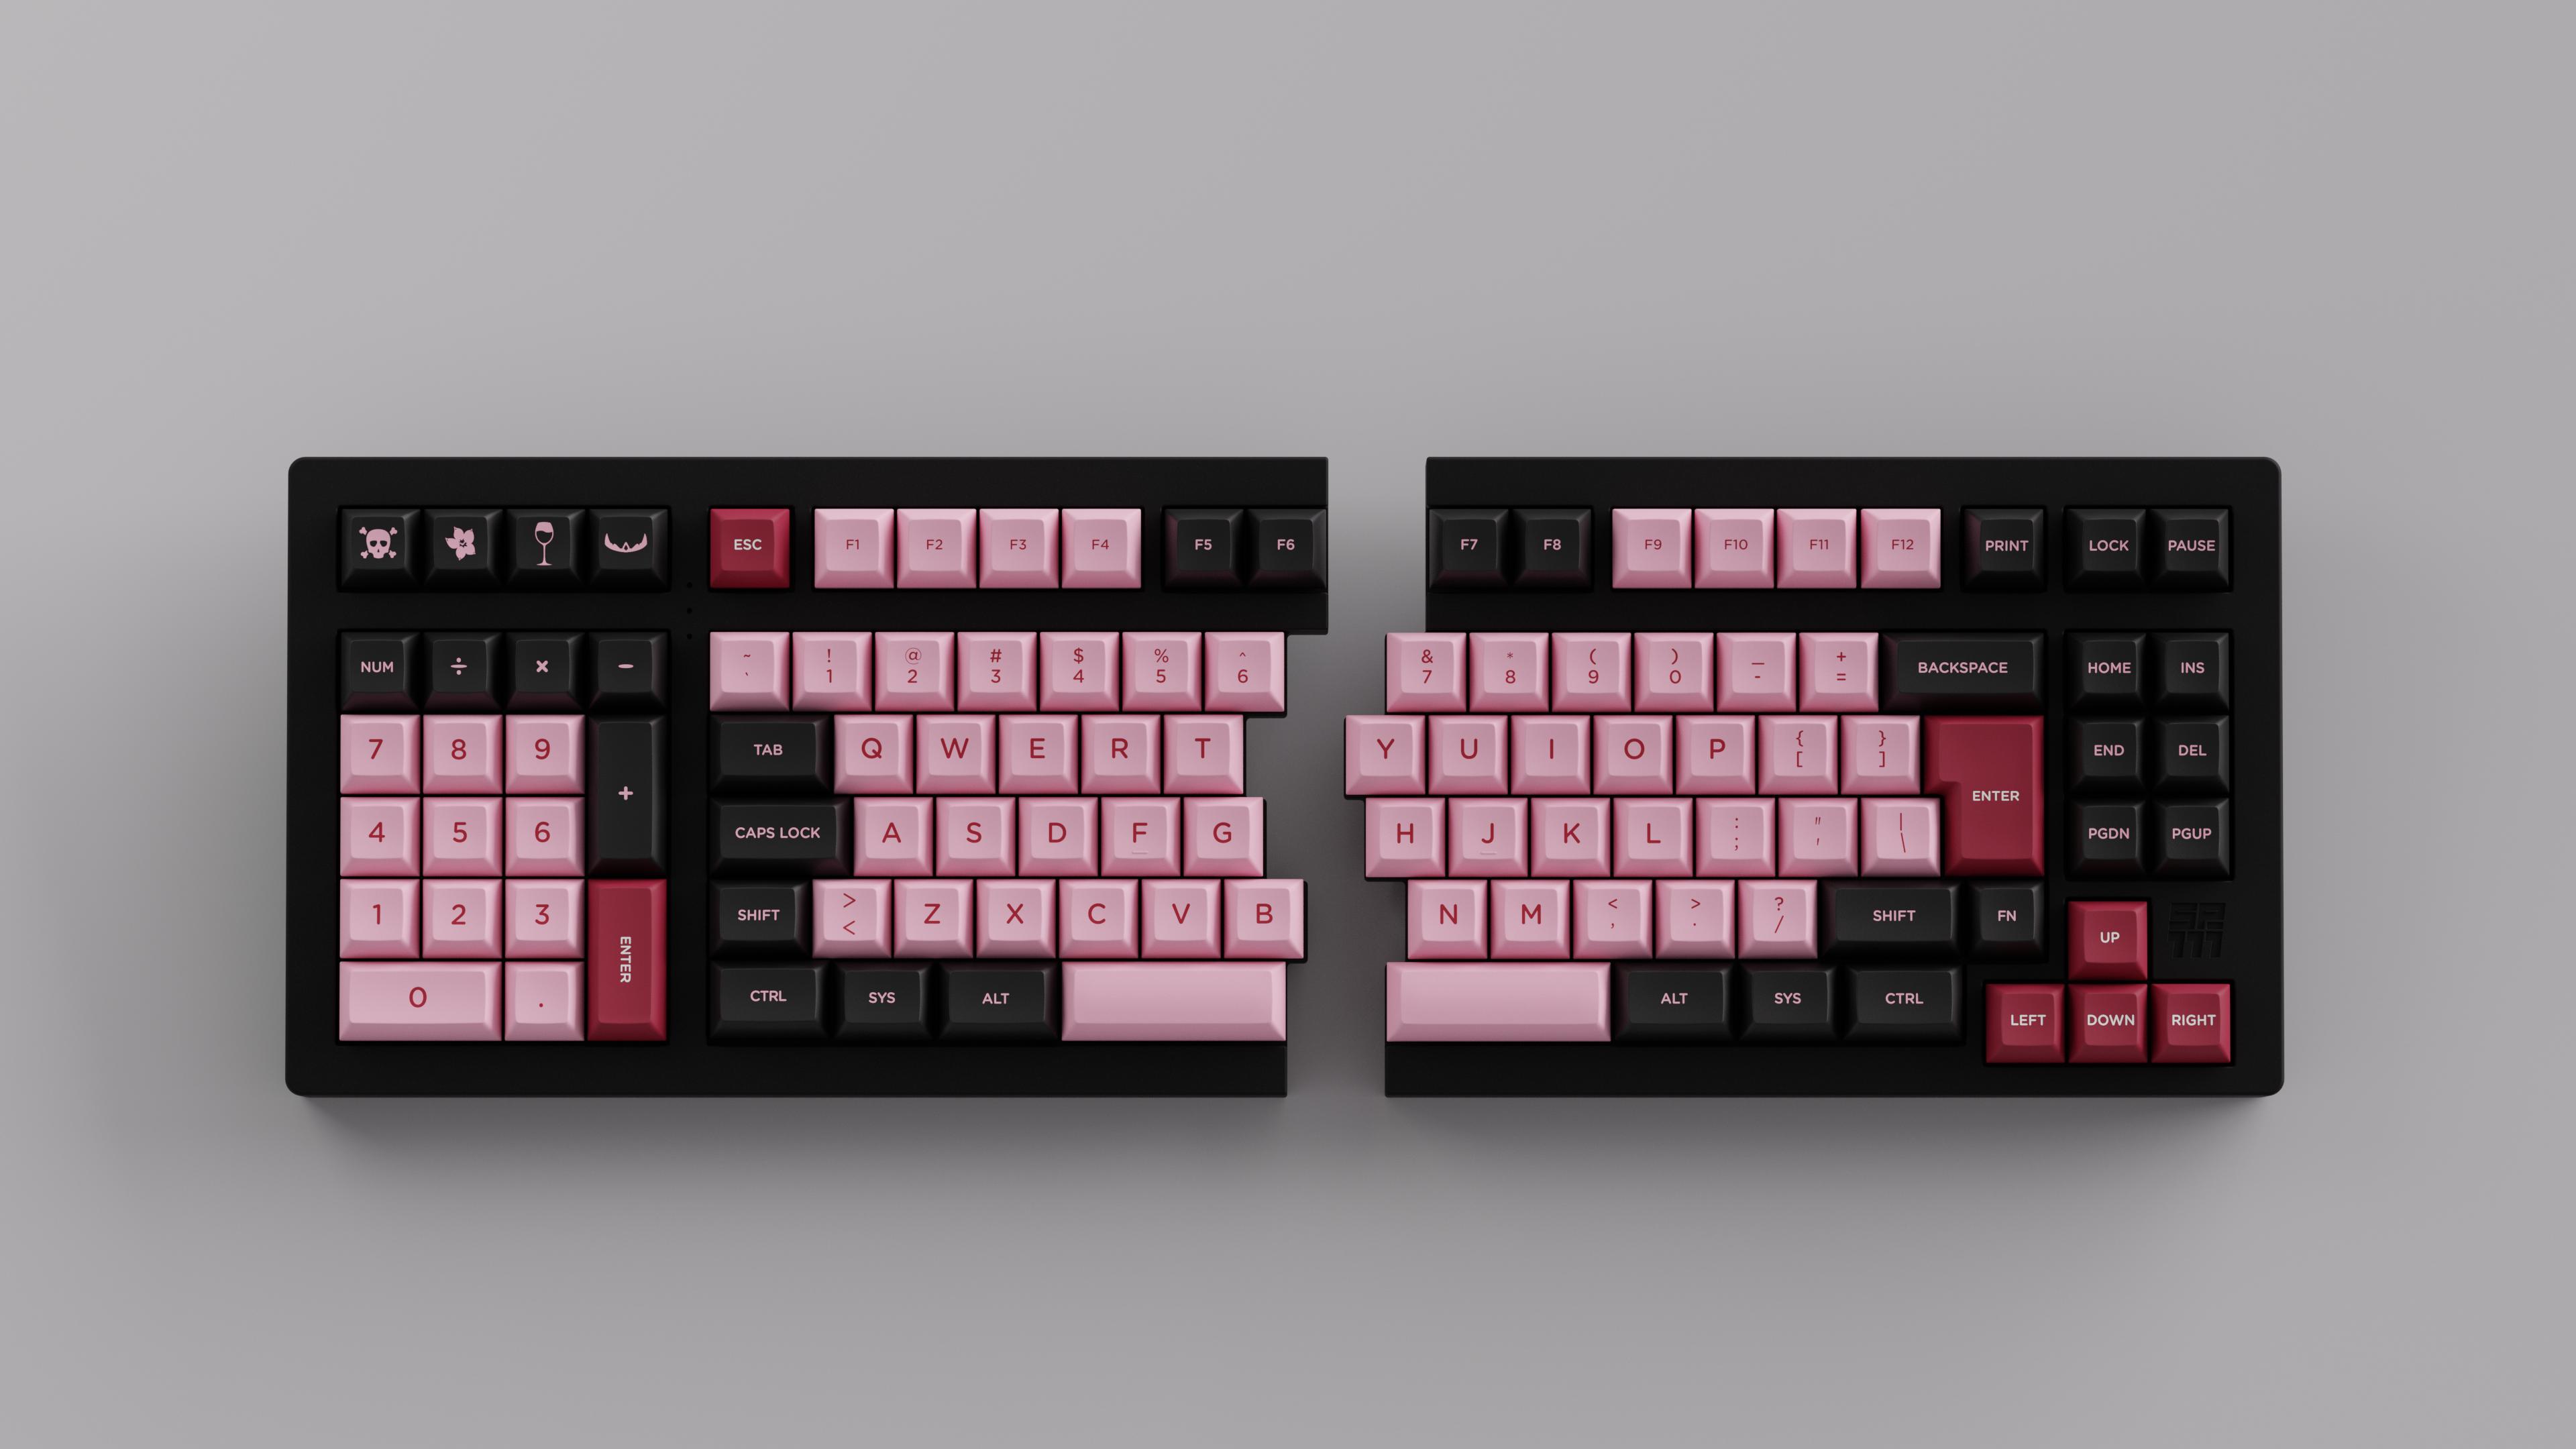 ESC F1 F2 F3 F4 F5 F6 F7 F8 F9 F10 F11 F12 PRINT LOCK PAUSE
NUM ÷ × −
~ ! @ # $ % ^ & * ( ) _ +
` 1 2 3 4 5 6 7 8 9 0 - = BACKSPACE HOME INS
7 8 9 + TAB Q W E R T Y U I O P { [ } ] ENTER END DEL
4 5 6 CAPS LOCK A S D F G H J K L : ; " ' | \ PGDN PGUP
1 2 3 ENTER SHIFT > < Z X C V B N M < , > . ? / SHIFT FN UP
0 . CTRL SYS ALT ALT SYS CTRL LEFT DOWN RIGHT